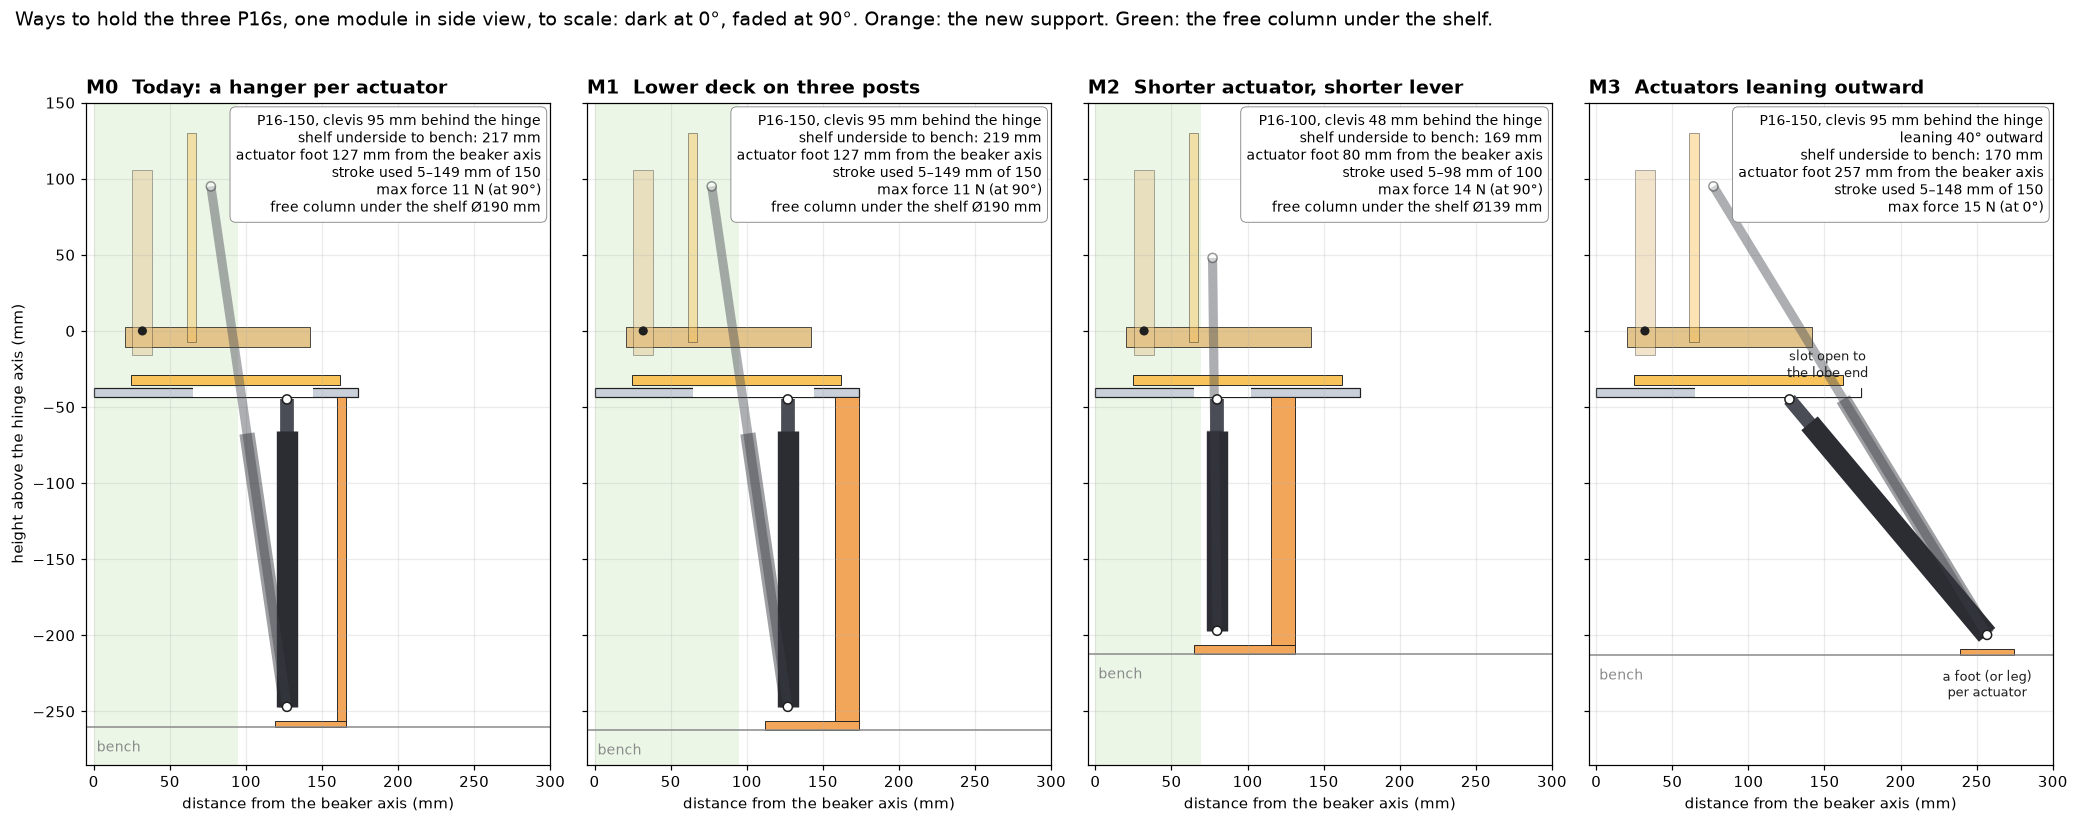 Ways to hold the three P16s, one module in side view, to scale: dark at 0°, faded at 90°. Orange: the new support. Green: the free column under the shelf.
M0  Today: a hanger per actuator
P16-150, clevis 95 mm behind the hinge
shelf underside to bench: 217 mm
actuator foot 127 mm from the beaker axis
stroke used 5–149 mm of 150
max force 11 N (at 90°)
free column under the shelf Ø190 mm
height above the hinge axis (mm)
150
100
50
0
−50
−100
−150
−200
−250
bench
0 50 100 150 200 250 300
distance from the beaker axis (mm)
M1  Lower deck on three posts
P16-150, clevis 95 mm behind the hinge
shelf underside to bench: 219 mm
actuator foot 127 mm from the beaker axis
stroke used 5–149 mm of 150
max force 11 N (at 90°)
free column under the shelf Ø190 mm
bench
0 50 100 150 200 250 300
distance from the beaker axis (mm)
M2  Shorter actuator, shorter lever
P16-100, clevis 48 mm behind the hinge
shelf underside to bench: 169 mm
actuator foot 80 mm from the beaker axis
stroke used 5–98 mm of 100
max force 14 N (at 90°)
free column under the shelf Ø139 mm
bench
0 50 100 150 200 250 300
distance from the beaker axis (mm)
M3  Actuators leaning outward
P16-150, clevis 95 mm behind the hinge
leaning 40° outward
shelf underside to bench: 170 mm
actuator foot 257 mm from the beaker axis
stroke used 5–148 mm of 150
max force 15 N (at 0°)
slot open to
the lobe end
bench
a foot (or leg)
per actuator
0 50 100 150 200 250 300
distance from the beaker axis (mm)